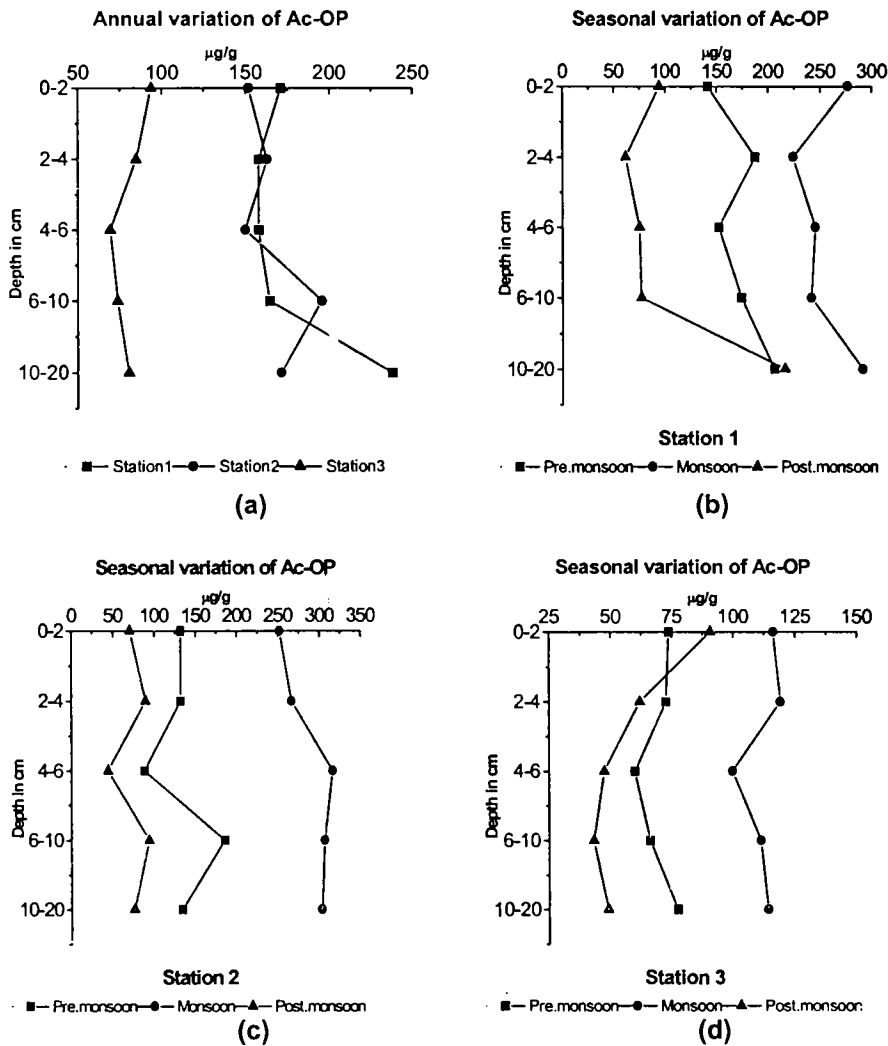 Annual variation of Ac-OP
µg/g
50 100 150 200 250
0-2
2-4
4-6
6-10
10-20
Depth in cm
Station1 Station2 Station3
(a)
Seasonal variation of Ac-OP
µg/g
0 50 100 150 200 250 300
0-2
2-4
4-6
6-10
10-20
Depth in cm
Station 1
Pre.monsoon Monsoon Post.monsoon
(b)
Seasonal variation of Ac-OP
µg/g
0 50 100 150 200 250 300 350
0-2
2-4
4-6
6-10
10-20
Depth in cm
Station 2
Pre.monsoon Monsoon Post.monsoon
(c)
Seasonal variation of Ac-OP
µg/g
25 50 75 100 125 150
0-2
2-4
4-6
6-10
10-20
Depth in cm
Station 3
Pre.monsoon Monsoon Post.monsoon
(d)